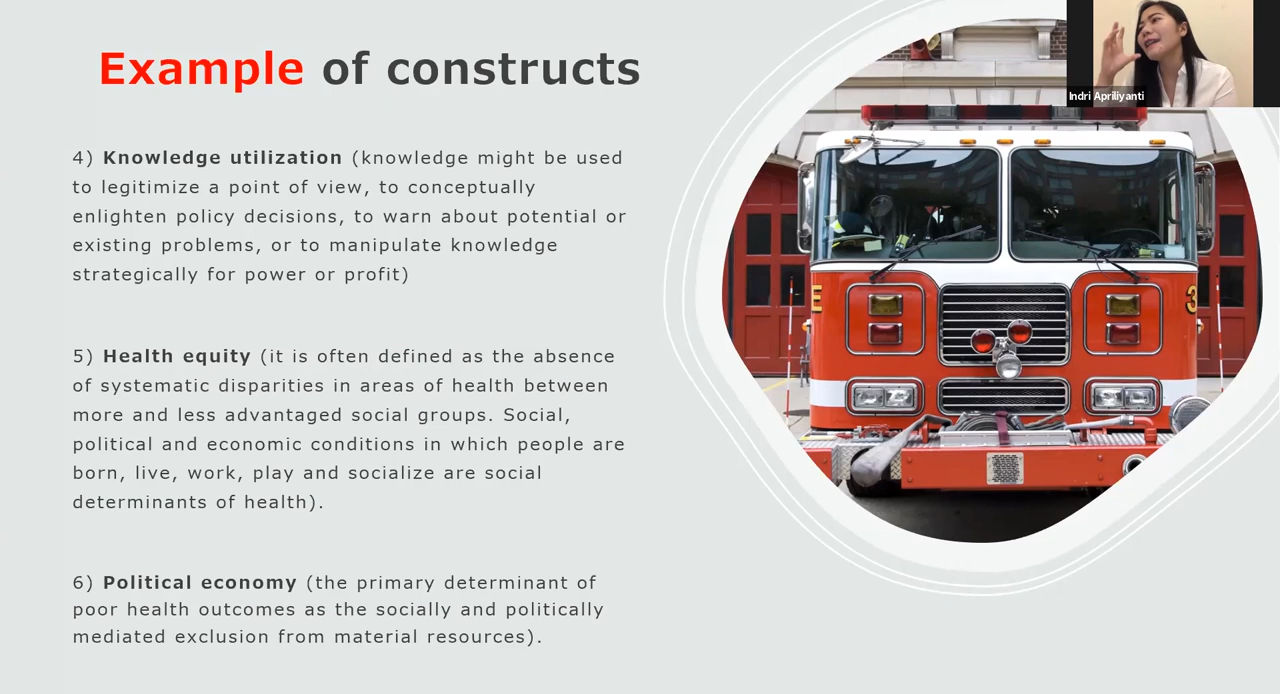 Example of constructs
Indri Apriliyanti
4) Knowledge utilization (knowledge might be used
to legitimize a point of view, to conceptually
enlighten policy decisions, to warn about potential or
existing problems, or to manipulate knowledge
strategically for power or profit)
5) Health equity (it is often defined as the absence
of systematic disparities in areas of health between
more and less advantaged social groups. Social,
political and economic conditions in which people are
born, live, work, play and socialize are social
determinants of health).
6) Political economy (the primary determinant of
poor health outcomes as the socially and politically
mediated exclusion from material resources).
E
3